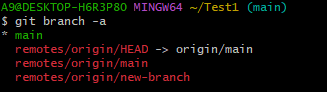 A9@DESKTOP-H6R3P8O MINGW64 ~/Test1 (main)
$ git branch -a
* main
remotes/origin/HEAD -> origin/main
remotes/origin/main
remotes/origin/new-branch